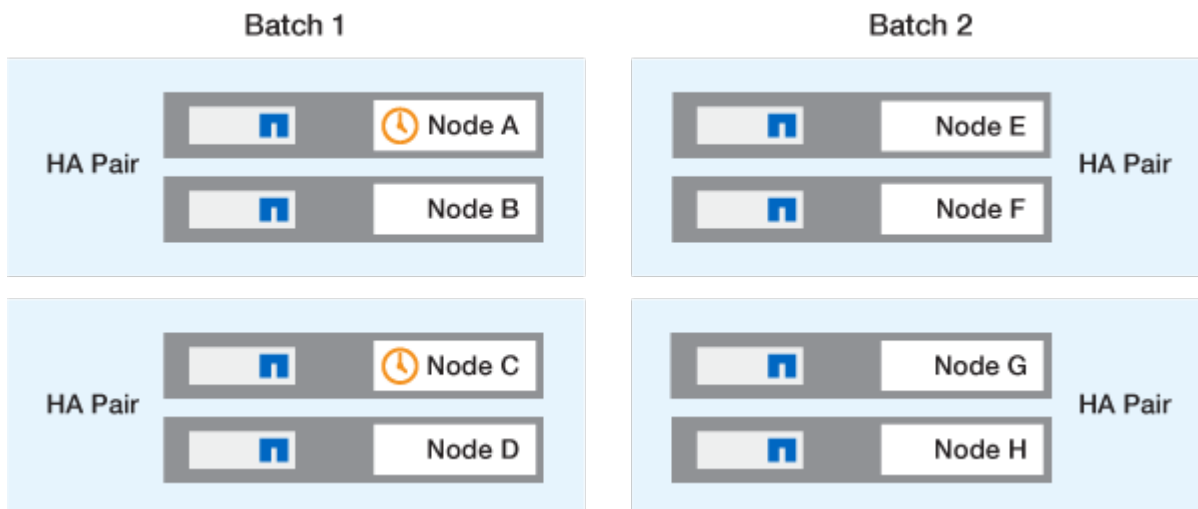 Batch 1
Batch 2
HA Pair
Node A
Node B
Node E
Node F
HA Pair
HA Pair
Node C
Node D
Node G
Node H
HA Pair